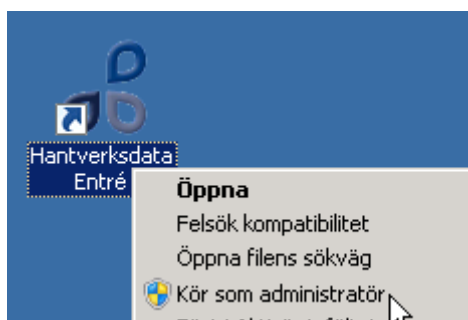 Hantverksdata
Entré
Öppna
Felsök kompatibilitet
Öppna filens sökväg
Kör som administratör